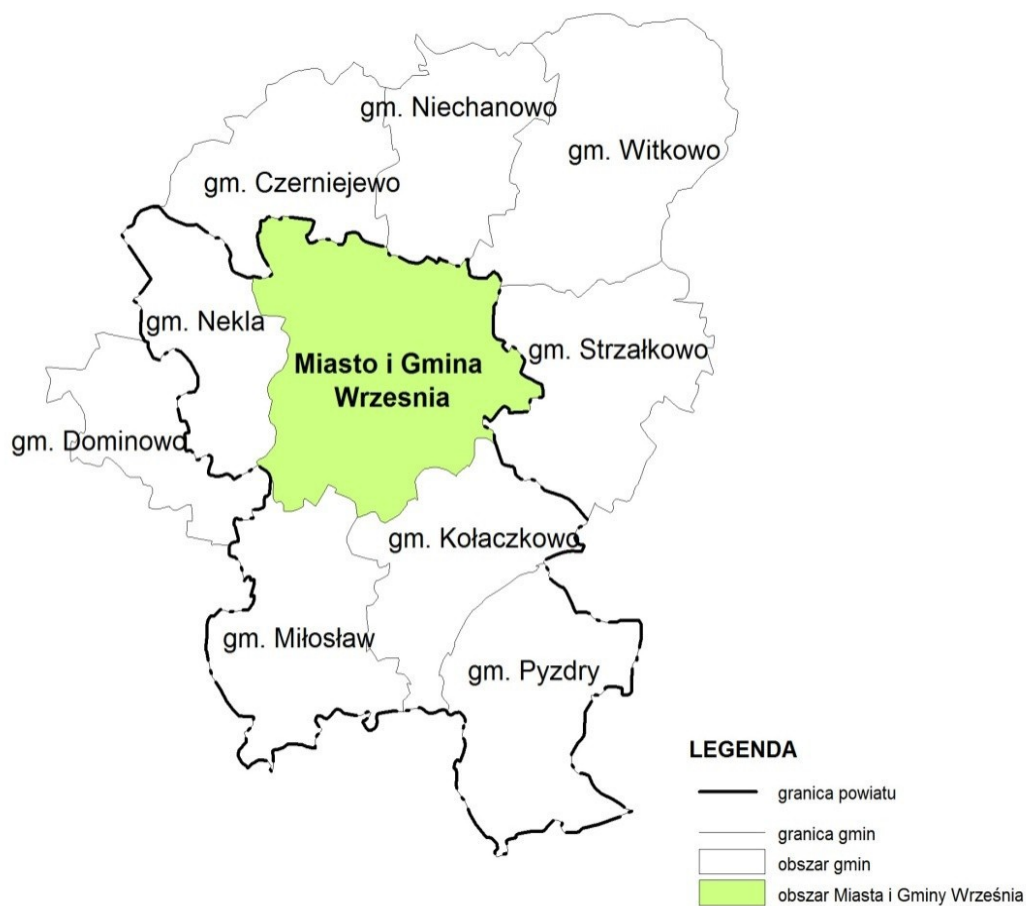 gm. Niechanowo
gm. Witkowo
gm. Czerniejewo
gm. Nekla
gm. Strzałkowo
Miasto i Gmina
Wrzesnia
gm. Dominowo
gm. Kołaczkowo
gm. Miłosław
gm. Pyzdry
LEGENDA
granica powiatu
granica gmin
obszar gmin
obszar Miasta i Gminy Września